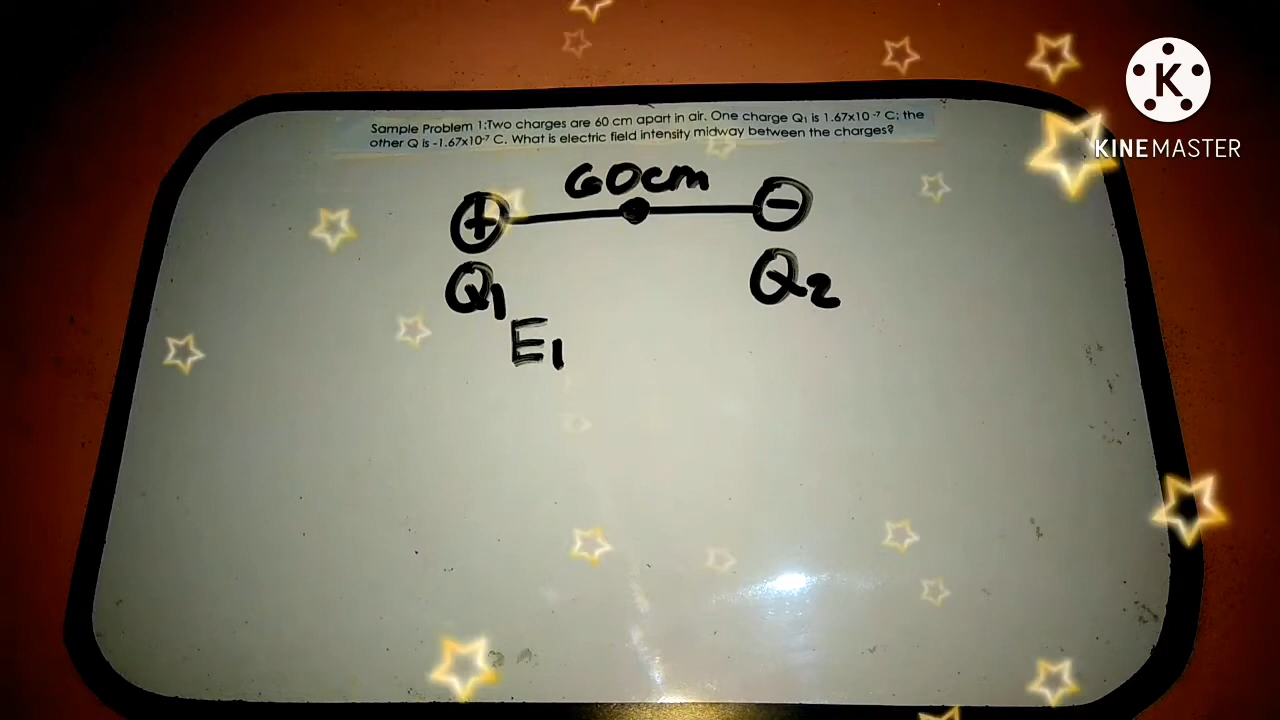 Sample Problem 1:Two charges are 60 cm apart in air. One charge Q₁ is 1.67x10⁻⁷ C; the
other Q is -1.67x10⁻⁷ C. What is electric field intensity midway between the charges?
60cm
+ −
Q1 Q2
E1
K
KINEMASTER